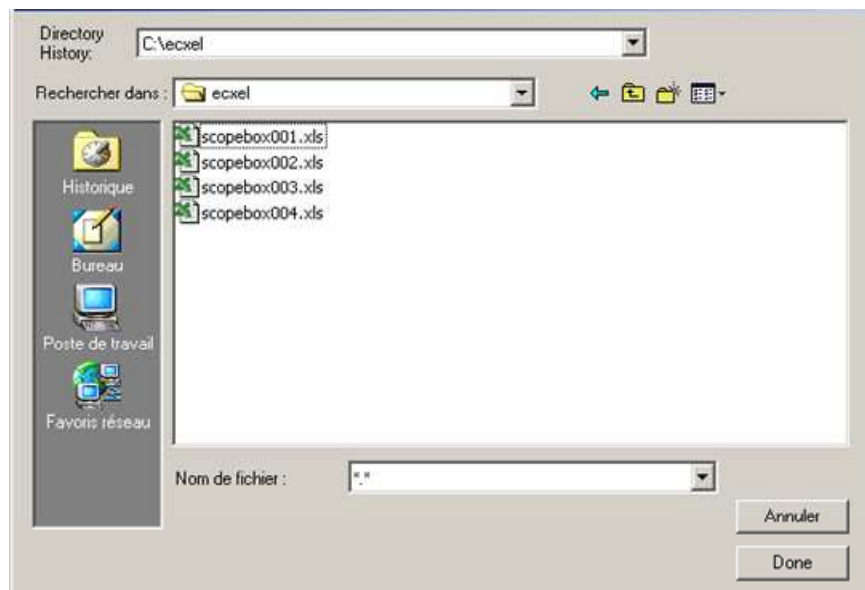 Directory
History:
C:\ecxel
Rechercher dans :
ecxel
Historique
Bureau
Poste de travail
Favoris réseau
scopebox001.xls
scopebox002.xls
scopebox003.xls
scopebox004.xls
Nom de fichier :
*.*
Annuler
Done